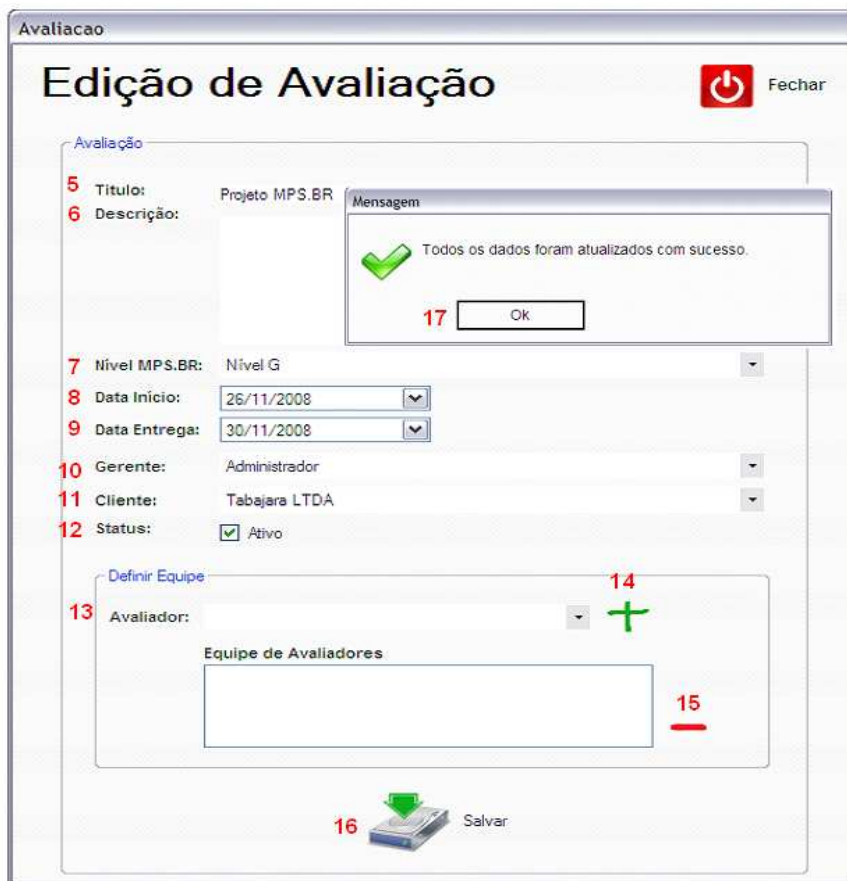 Avaliacao
Edição de Avaliação
Fechar
Avaliação
5 Titulo: Projeto MPS.BR
6 Descrição:
Mensagem
Todos os dados foram atualizados com sucesso.
17 Ok
7 Nível MPS.BR: Nível G
8 Data Início: 26/11/2008
9 Data Entrega: 30/11/2008
10 Gerente: Administrador
11 Cliente: Tabajara LTDA
12 Status: Ativo
Definir Equipe
14
13 Avaliador:
Equipe de Avaliadores
15
16 Salvar